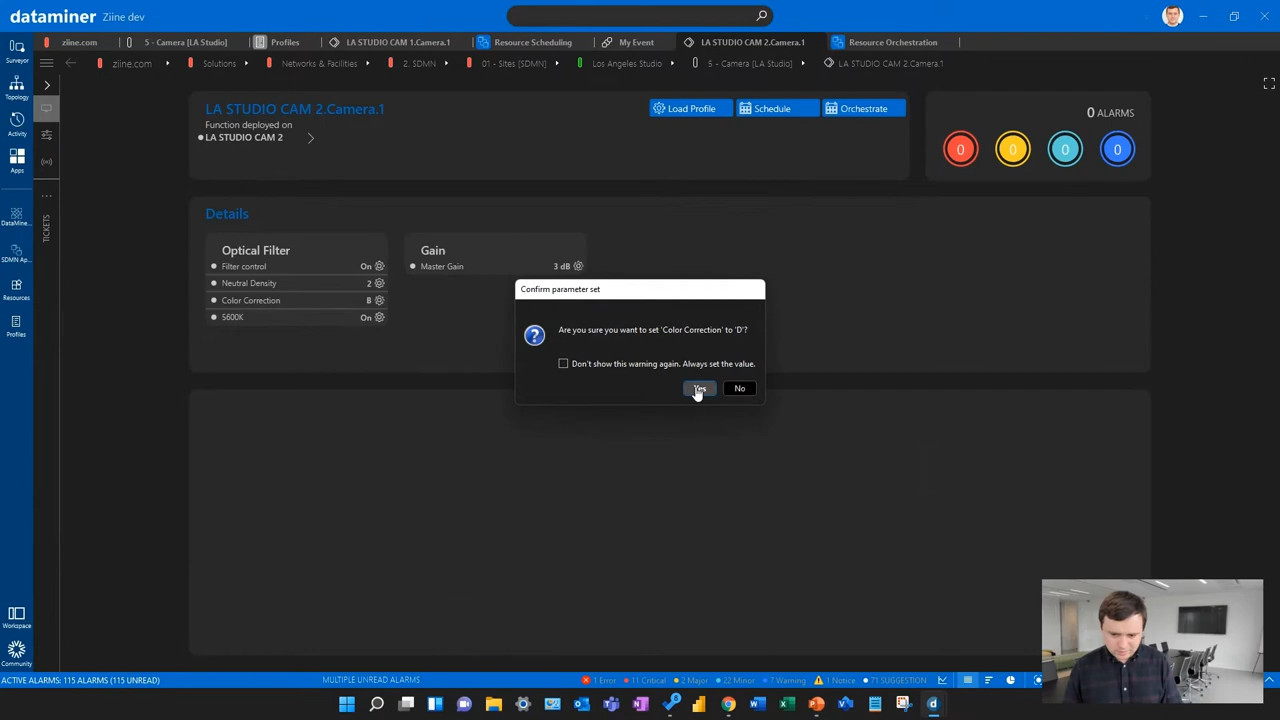 dataminer Ziine dev
ziine.com 5 - Camera [LA Studio] Profiles LA STUDIO CAM 1.Camera.1 Resource Scheduling My Event LA STUDIO CAM 2.Camera.1 Resource Orchestration
ziine.com Solutions Networks & Facilities 2. SDMN 01 - Sites [SDMN] Los Angeles Studio 5 - Camera [LA Studio] LA STUDIO CAM 2.Camera.1
Surveyor
Topology
Activity
Apps
DataMine...
SDMN Ap...
Resources
Profiles
Workspace
Community
TICKETS
LA STUDIO CAM 2.Camera.1
Function deployed on
LA STUDIO CAM 2
Load Profile Schedule Orchestrate
0 ALARMS
0 0 0 0
Details
Optical Filter
Filter control On
Neutral Density 2
Color Correction B
5600K On
Gain
Master Gain 3 dB
Confirm parameter set
Are you sure you want to set 'Color Correction' to 'D'?
Don't show this warning again. Always set the value.
Yes No
ACTIVE ALARMS: 115 ALARMS (115 UNREAD) MULTIPLE UNREAD ALARMS 1 Error 11 Critical 2 Major 22 Minor 7 Warning 1 Notice 71 SUGGESTION